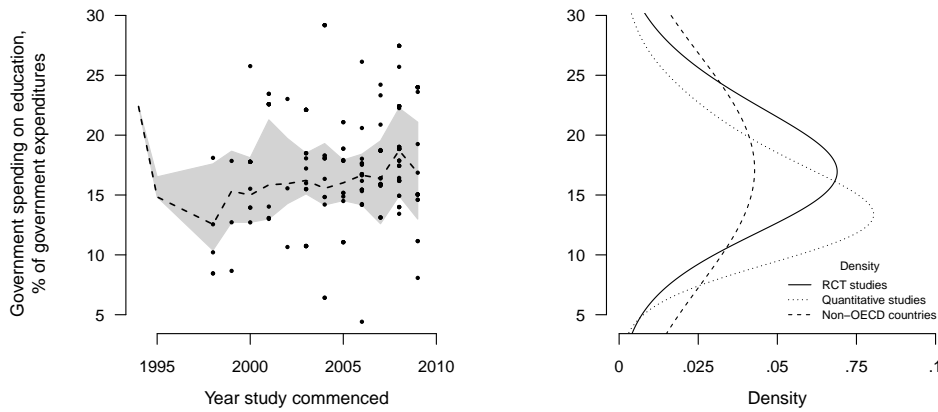 Government spending on education,
% of government expenditures
30
25
20
15
10
5
1995
2000
2005
2010
Year study commenced
30
25
20
15
10
5
Density
RCT studies
Quantitative studies
Non−OECD countries
0
.025
.05
.75
.1
Density